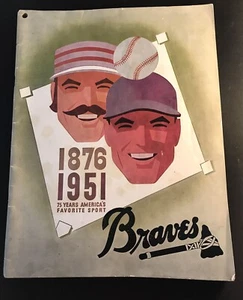 1876
1951
75 YEARS AMERICA'S
FAVORITE SPORT
Braves